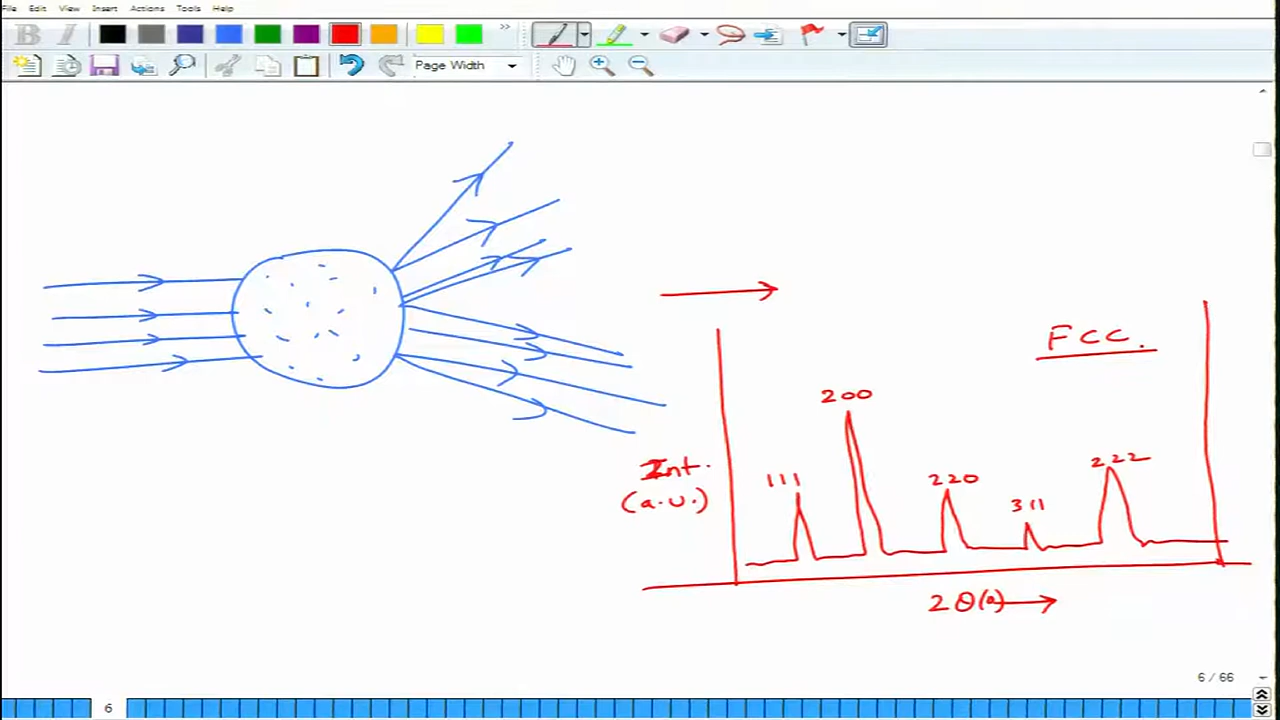 File Edit View Insert Actions Tools Help
B I
Page Width
FCC.
200
Int.
(a.u.)
111
220
311
222
2θ(°)
6 / 66
6